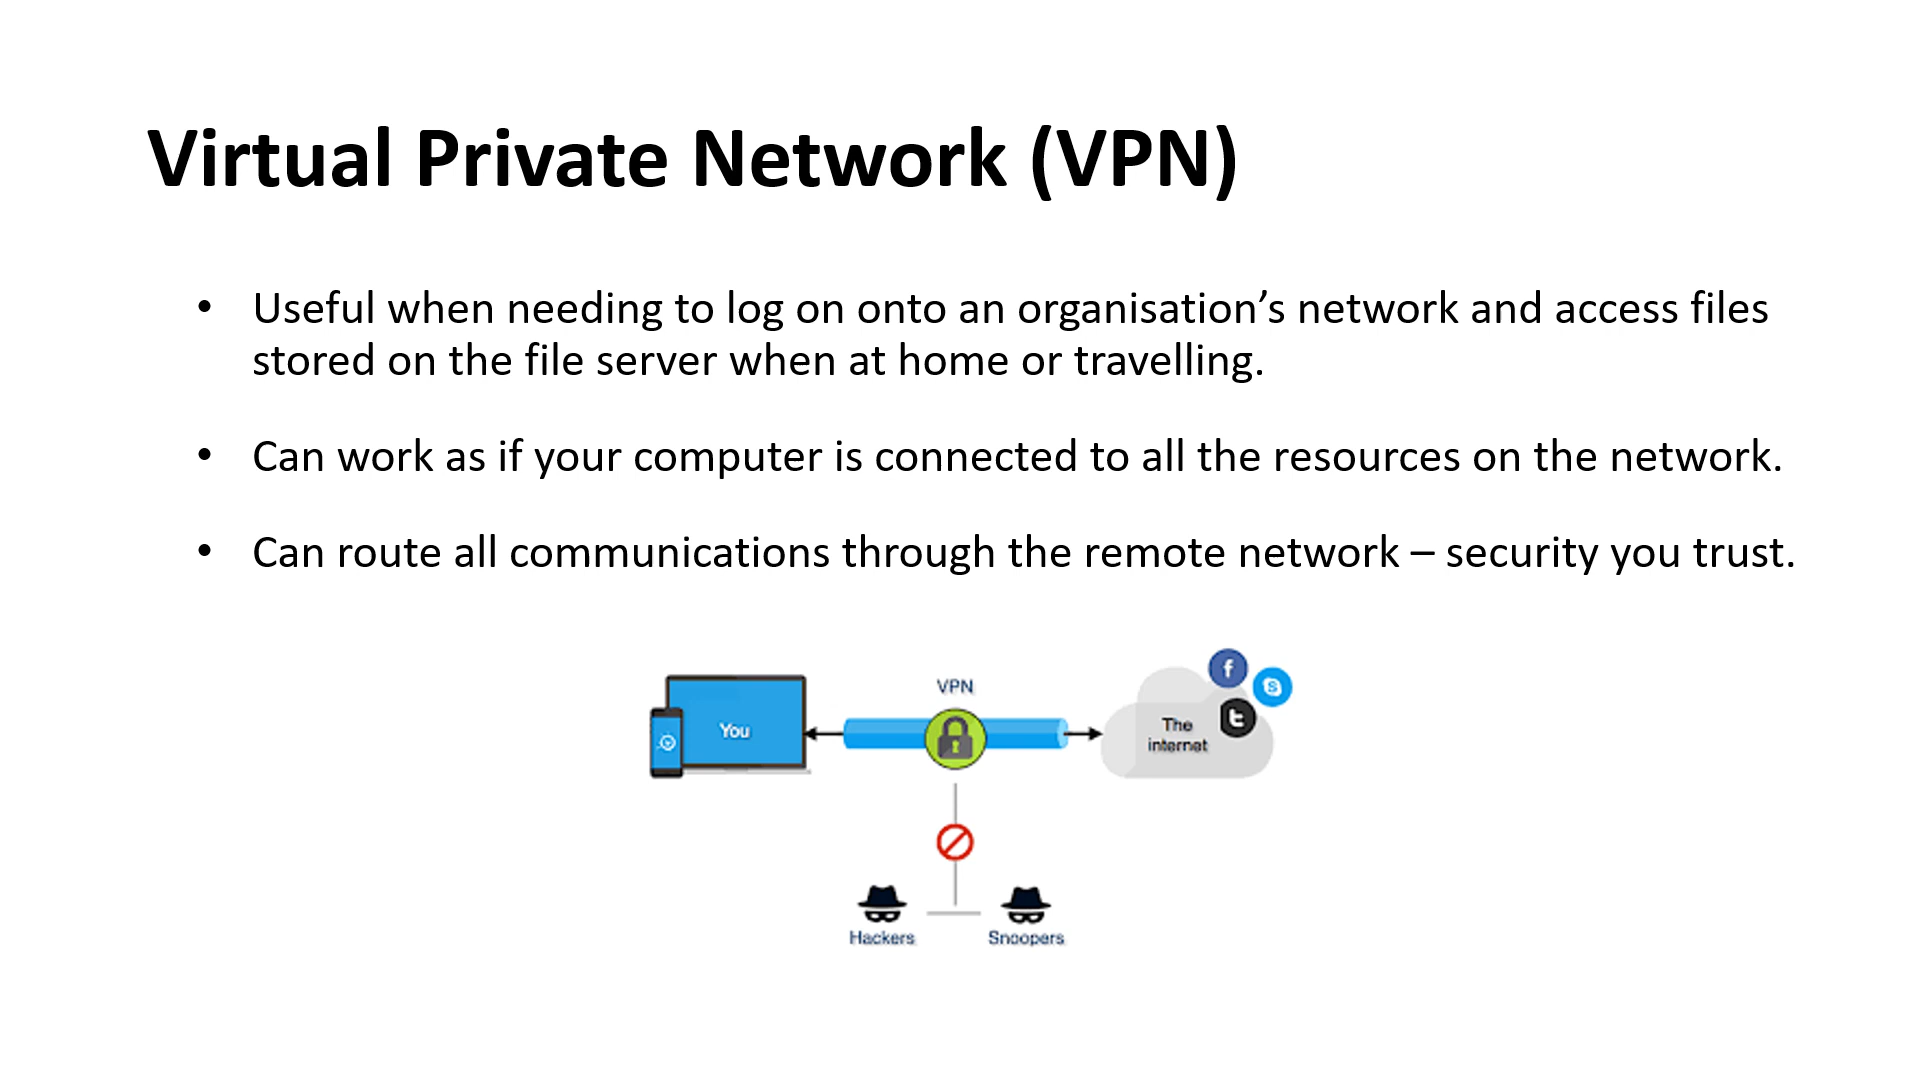 Virtual Private Network (VPN)
• Useful when needing to log on onto an organisation’s network and access files
stored on the file server when at home or travelling.
• Can work as if your computer is connected to all the resources on the network.
• Can route all communications through the remote network – security you trust.
VPN
You
The
internet
f
S
t
Hackers
Snoopers